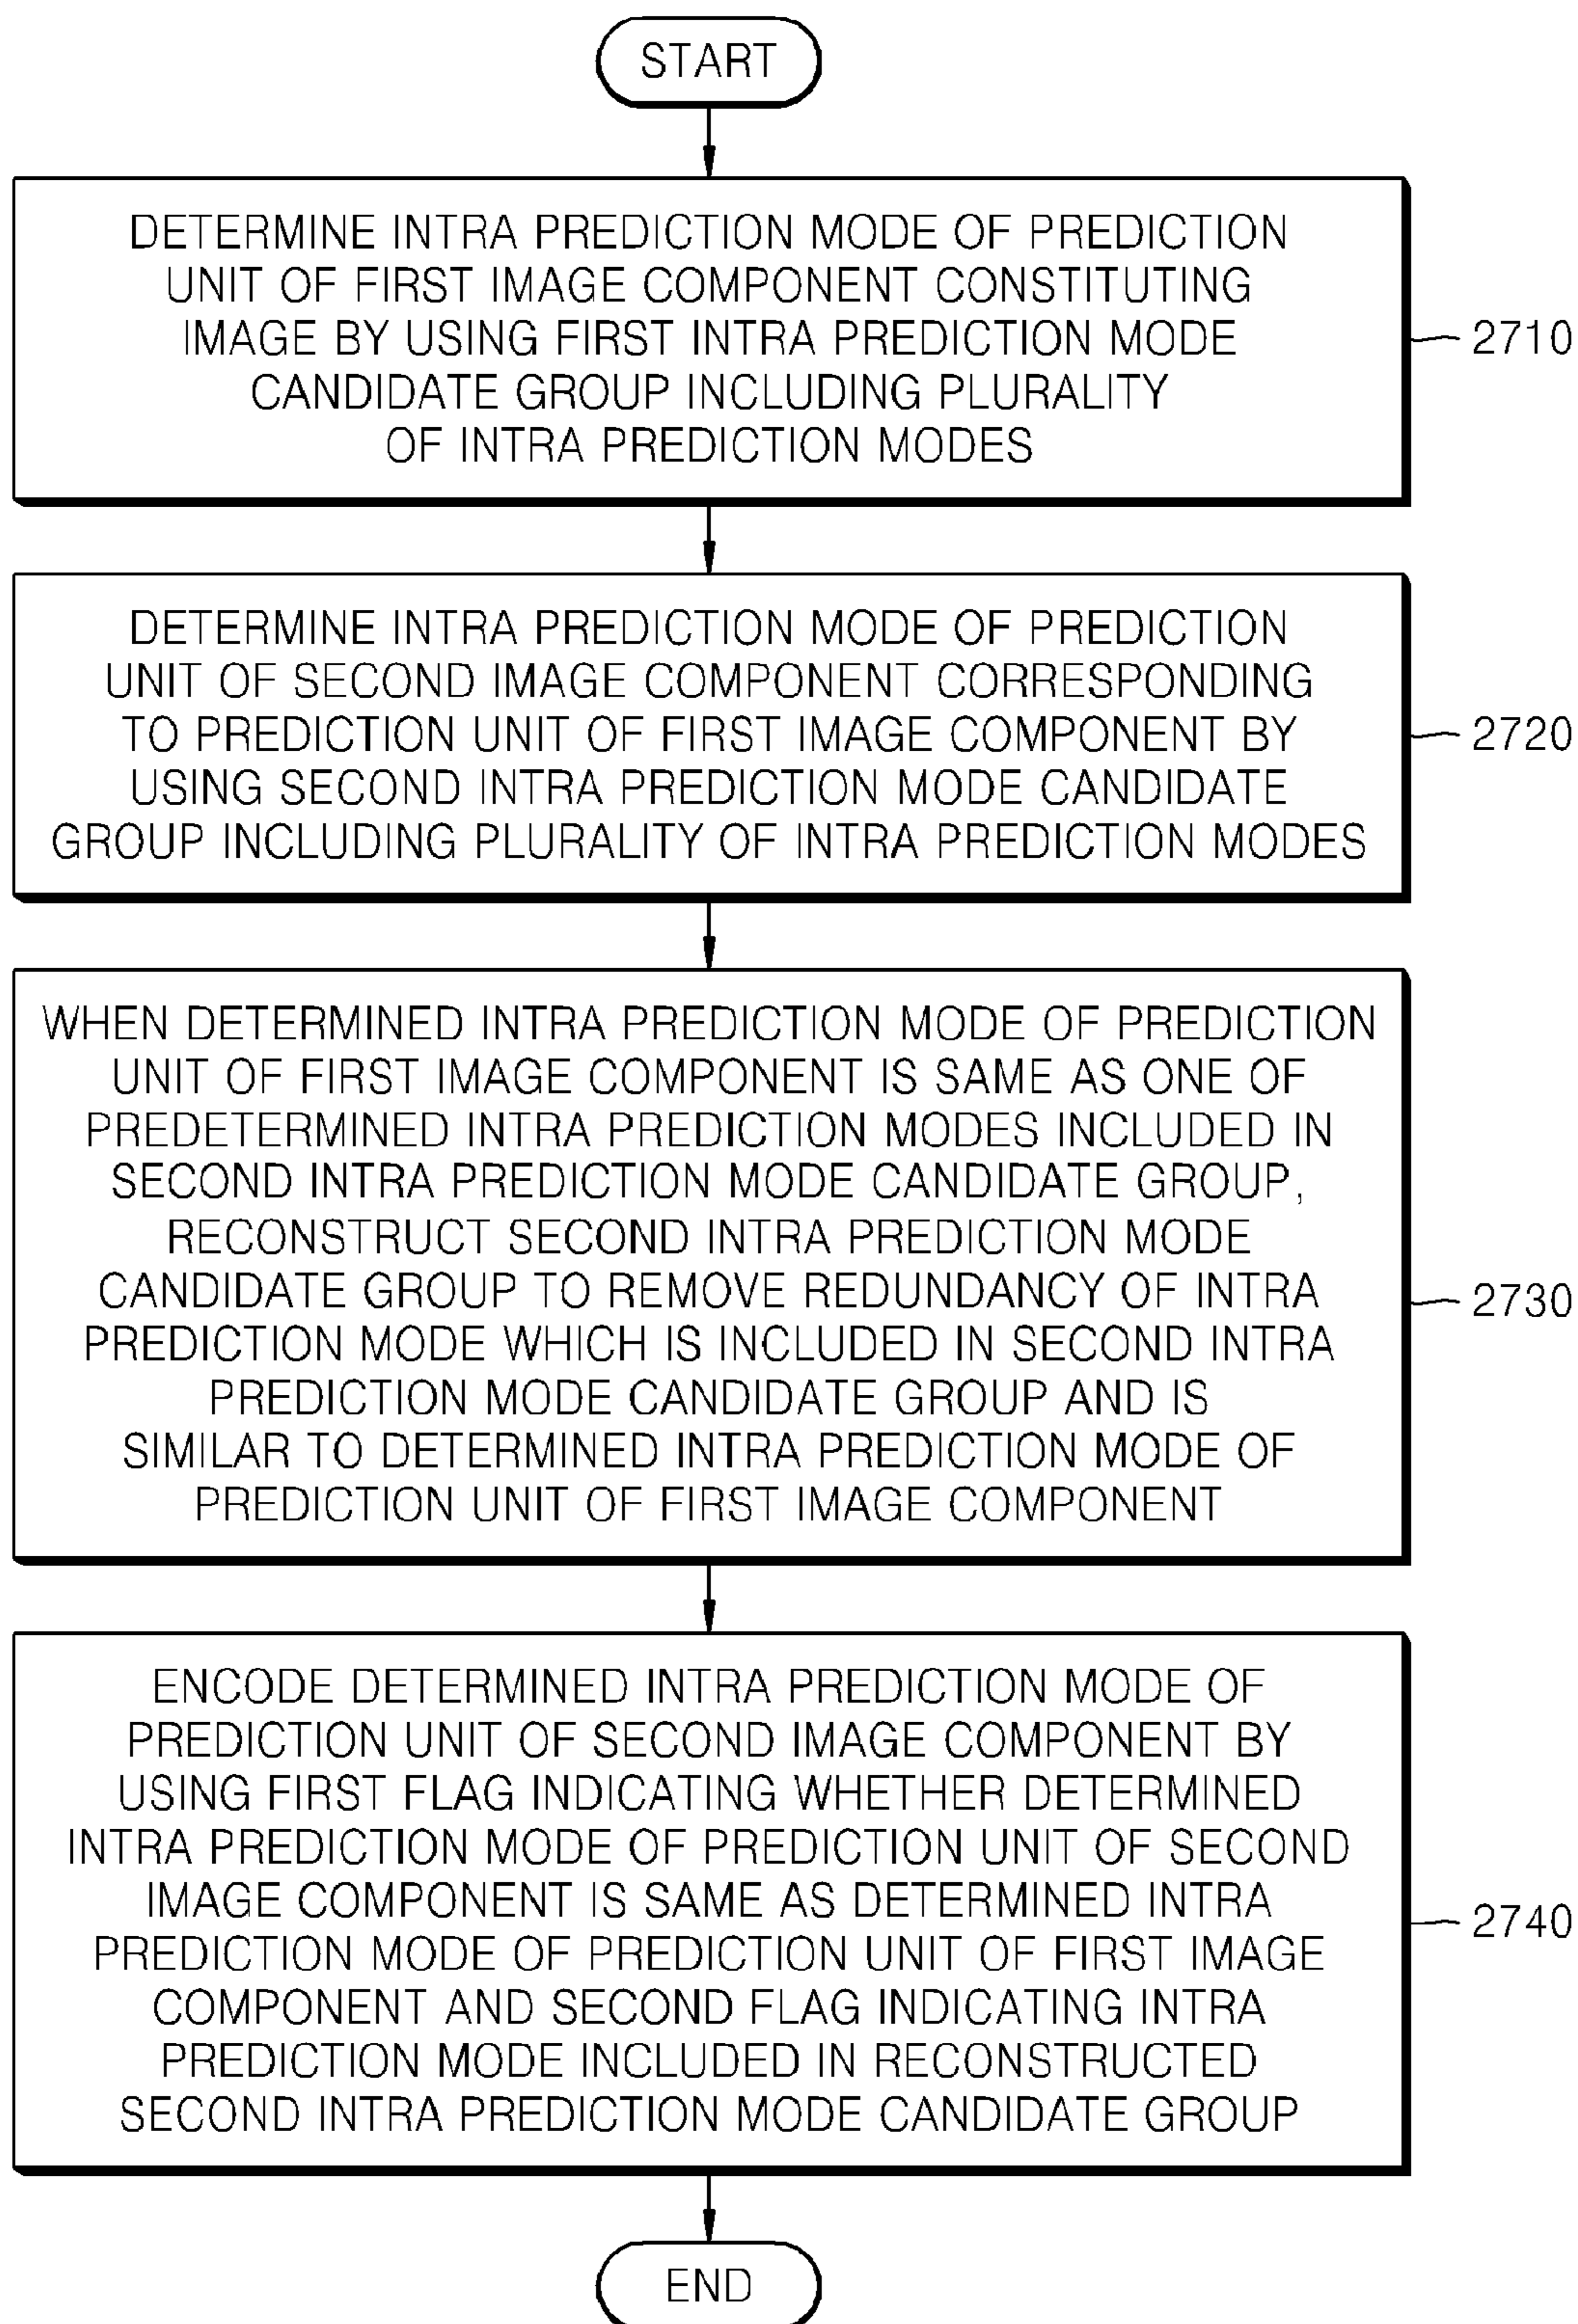 START
DETERMINE INTRA PREDICTION MODE OF PREDICTION
UNIT OF FIRST IMAGE COMPONENT CONSTITUTING
IMAGE BY USING FIRST INTRA PREDICTION MODE
CANDIDATE GROUP INCLUDING PLURALITY
OF INTRA PREDICTION MODES
2710
DETERMINE INTRA PREDICTION MODE OF PREDICTION
UNIT OF SECOND IMAGE COMPONENT CORRESPONDING
TO PREDICTION UNIT OF FIRST IMAGE COMPONENT BY
USING SECOND INTRA PREDICTION MODE CANDIDATE
GROUP INCLUDING PLURALITY OF INTRA PREDICTION MODES
2720
WHEN DETERMINED INTRA PREDICTION MODE OF PREDICTION
UNIT OF FIRST IMAGE COMPONENT IS SAME AS ONE OF
PREDETERMINED INTRA PREDICTION MODES INCLUDED IN
SECOND INTRA PREDICTION MODE CANDIDATE GROUP,
RECONSTRUCT SECOND INTRA PREDICTION MODE
CANDIDATE GROUP TO REMOVE REDUNDANCY OF INTRA
PREDICTION MODE WHICH IS INCLUDED IN SECOND INTRA
PREDICTION MODE CANDIDATE GROUP AND IS
SIMILAR TO DETERMINED INTRA PREDICTION MODE OF
PREDICTION UNIT OF FIRST IMAGE COMPONENT
2730
ENCODE DETERMINED INTRA PREDICTION MODE OF
PREDICTION UNIT OF SECOND IMAGE COMPONENT BY
USING FIRST FLAG INDICATING WHETHER DETERMINED
INTRA PREDICTION MODE OF PREDICTION UNIT OF SECOND
IMAGE COMPONENT IS SAME AS DETERMINED INTRA
PREDICTION MODE OF PREDICTION UNIT OF FIRST IMAGE
COMPONENT AND SECOND FLAG INDICATING INTRA
PREDICTION MODE INCLUDED IN RECONSTRUCTED
SECOND INTRA PREDICTION MODE CANDIDATE GROUP
2740
END